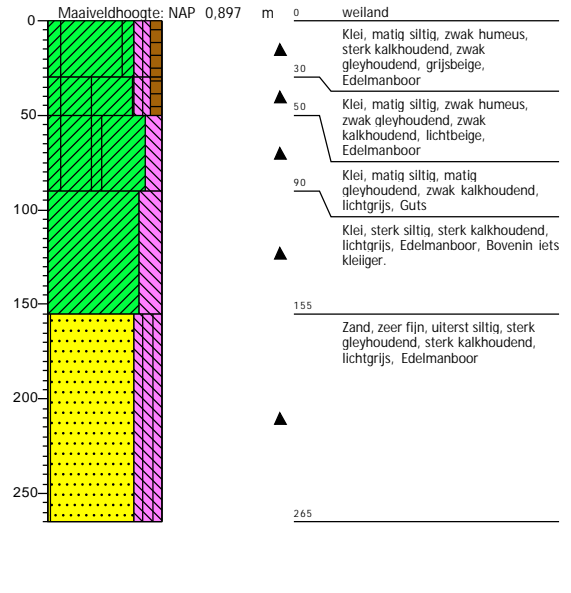 Maaiveldhoogte: NAP 0,897 m
0
50
100
150
200
250
0
weiland
Klei, matig siltig, zwak humeus,
sterk kalkhoudend, zwak
gleyhoudend, grijsbeige,
Edelmanboor
30
Klei, matig siltig, zwak humeus,
zwak gleyhoudend, zwak
kalkhoudend, lichtbeige,
Edelmanboor
50
Klei, matig siltig, matig
gleyhoudend, zwak kalkhoudend,
lichtgrijs, Guts
90
Klei, sterk siltig, sterk kalkhoudend,
lichtgrijs, Edelmanboor, Bovenin iets
kleiiger.
155
Zand, zeer fijn, uiterst siltig, sterk
gleyhoudend, sterk kalkhoudend,
lichtgrijs, Edelmanboor
265